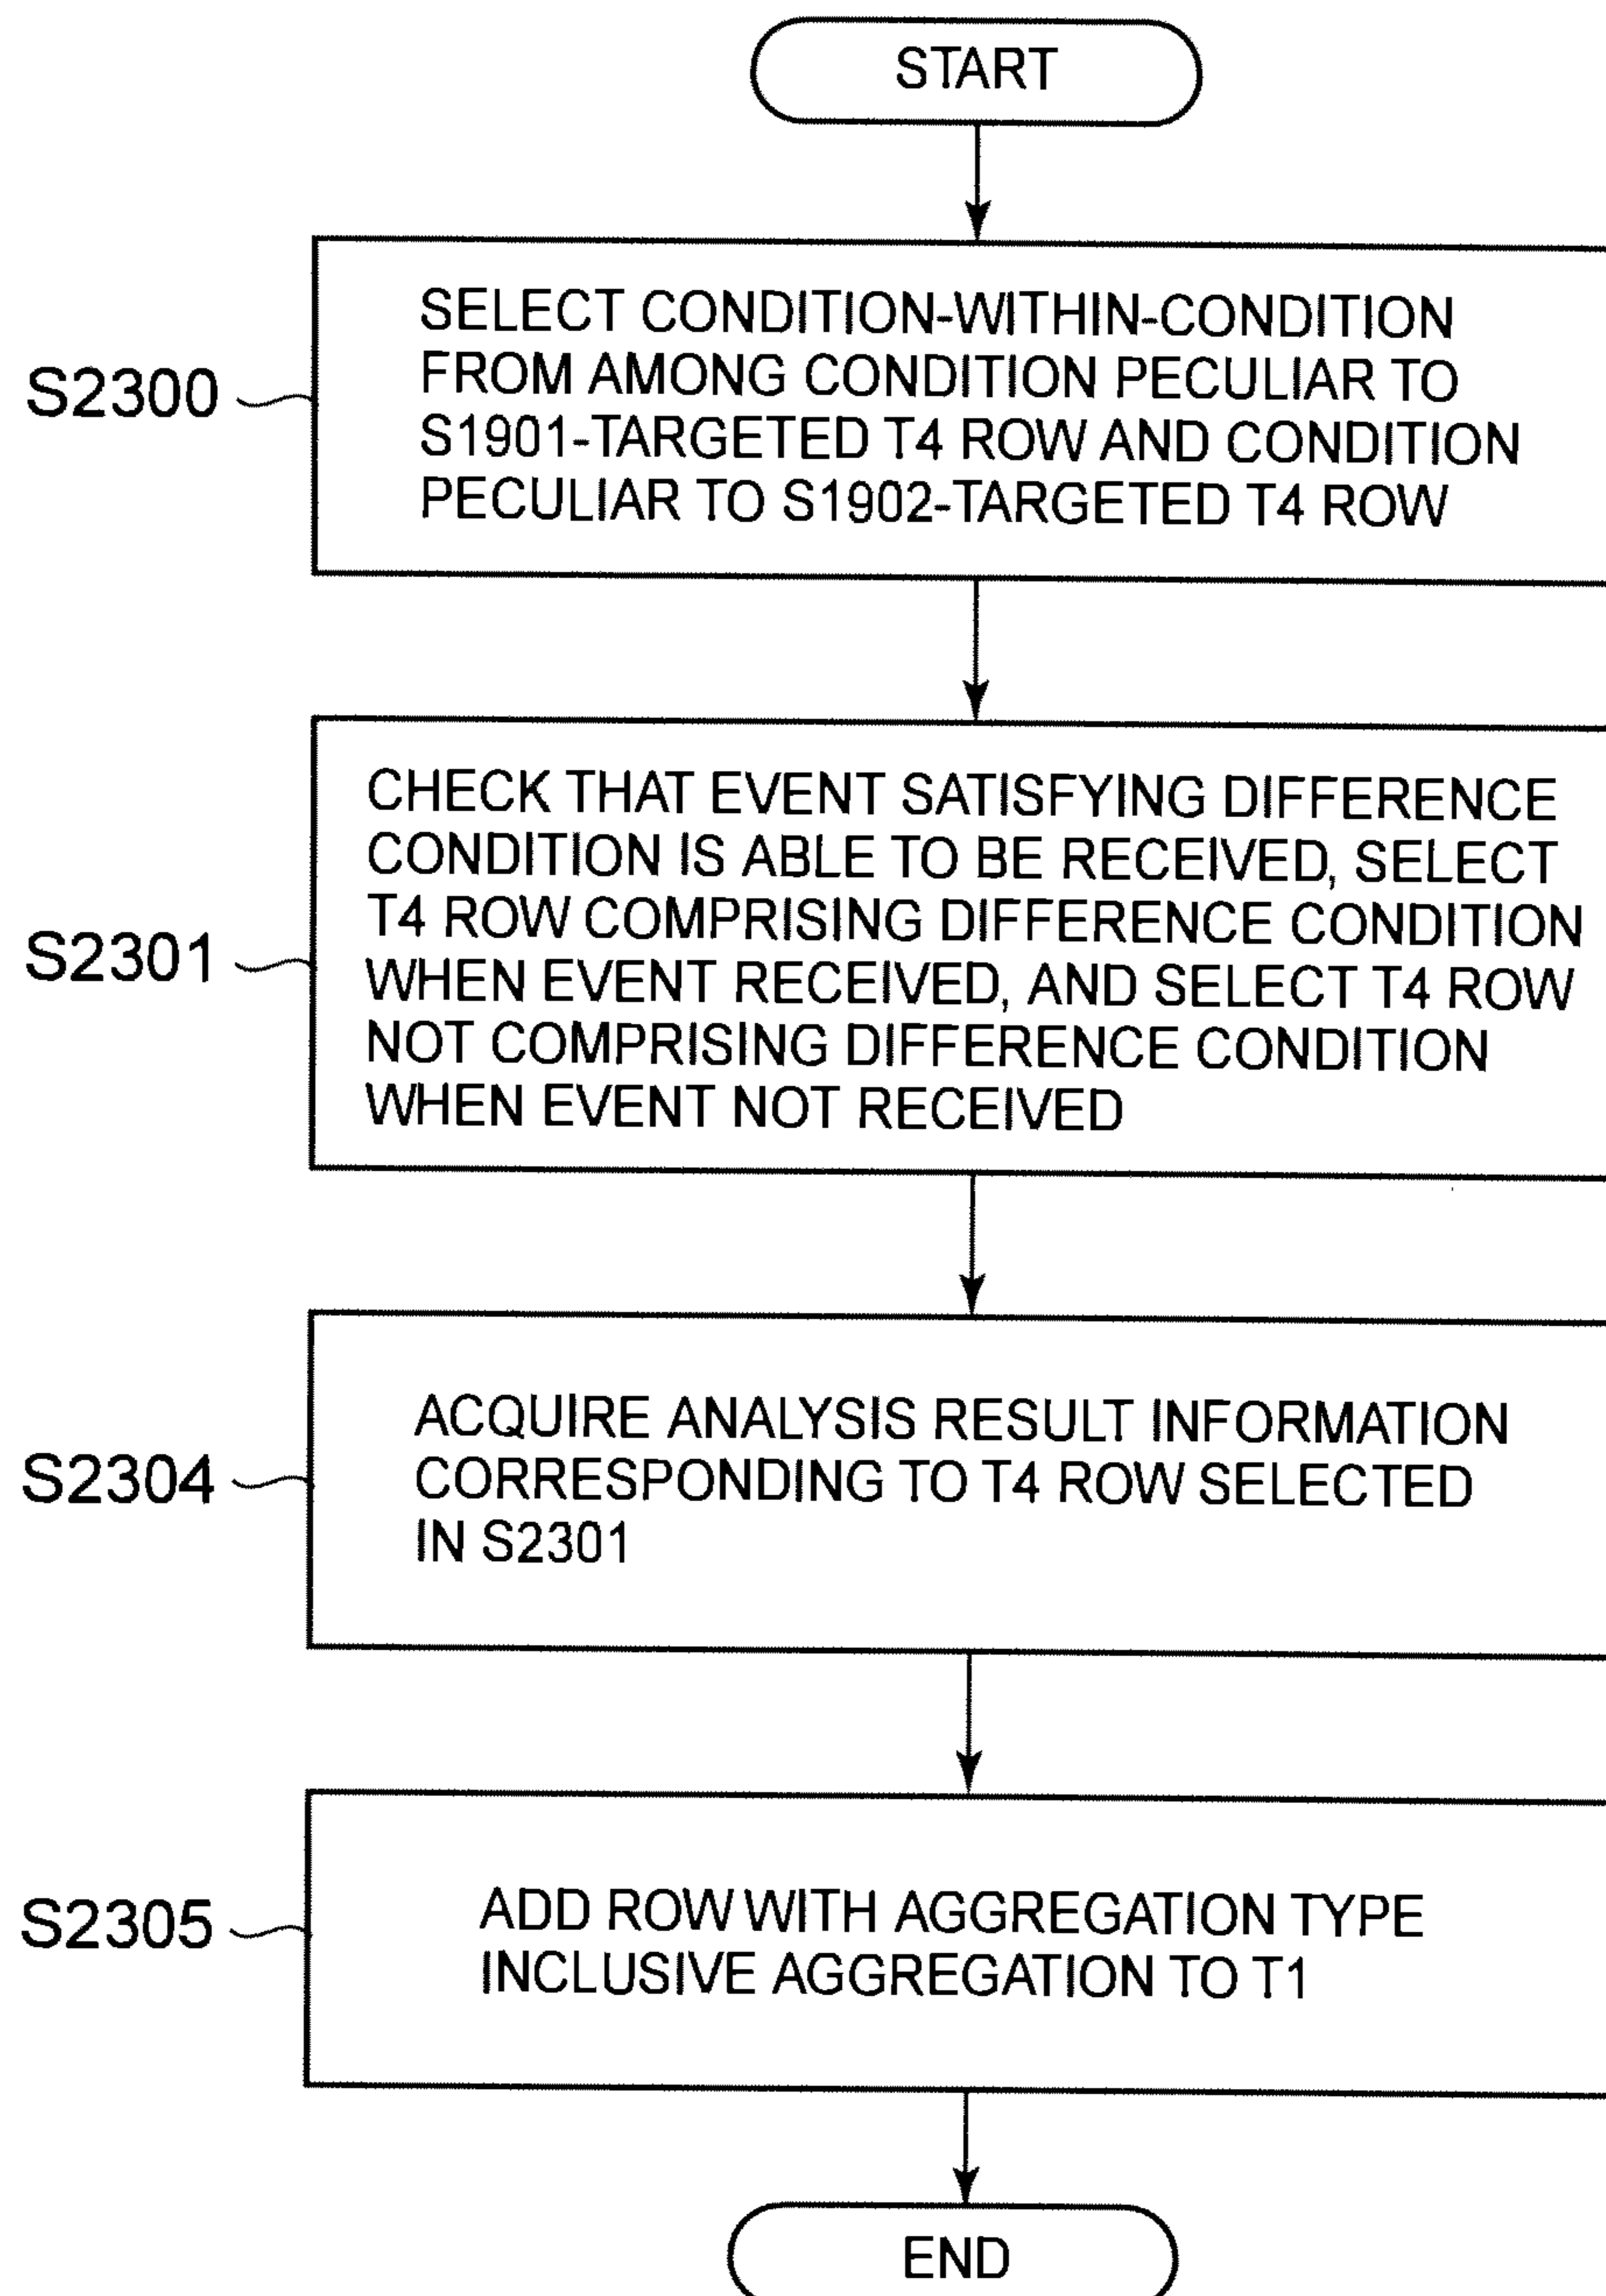 START
S2300
SELECT CONDITION-WITHIN-CONDITION
FROM AMONG CONDITION PECULIAR TO
S1901-TARGETED T4 ROW AND CONDITION
PECULIAR TO S1902-TARGETED T4 ROW
S2301
CHECK THAT EVENT SATISFYING DIFFERENCE
CONDITION IS ABLE TO BE RECEIVED, SELECT
T4 ROW COMPRISING DIFFERENCE CONDITION
WHEN EVENT RECEIVED, AND SELECT T4 ROW
NOT COMPRISING DIFFERENCE CONDITION
WHEN EVENT NOT RECEIVED
S2304
ACQUIRE ANALYSIS RESULT INFORMATION
CORRESPONDING TO T4 ROW SELECTED
IN S2301
S2305
ADD ROW WITH AGGREGATION TYPE
INCLUSIVE AGGREGATION TO T1
END